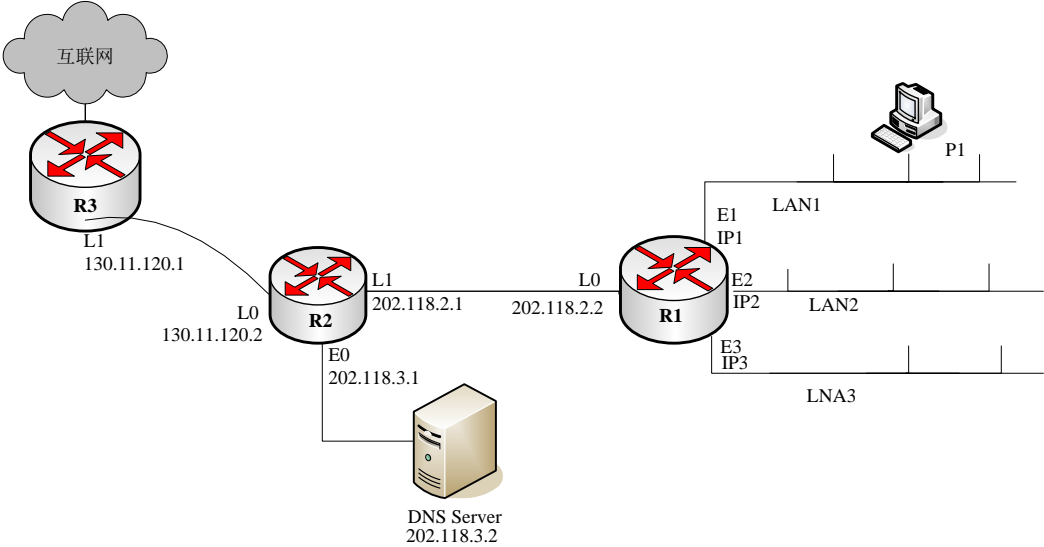 互联网
R3
L1
130.11.120.1
L0
130.11.120.2
R2
L1
202.118.2.1
E0
202.118.3.1
DNS Server
202.118.3.2
L0
202.118.2.2
R1
E1
IP1
E2
IP2
E3
IP3
P1
LAN1
LAN2
LNA3